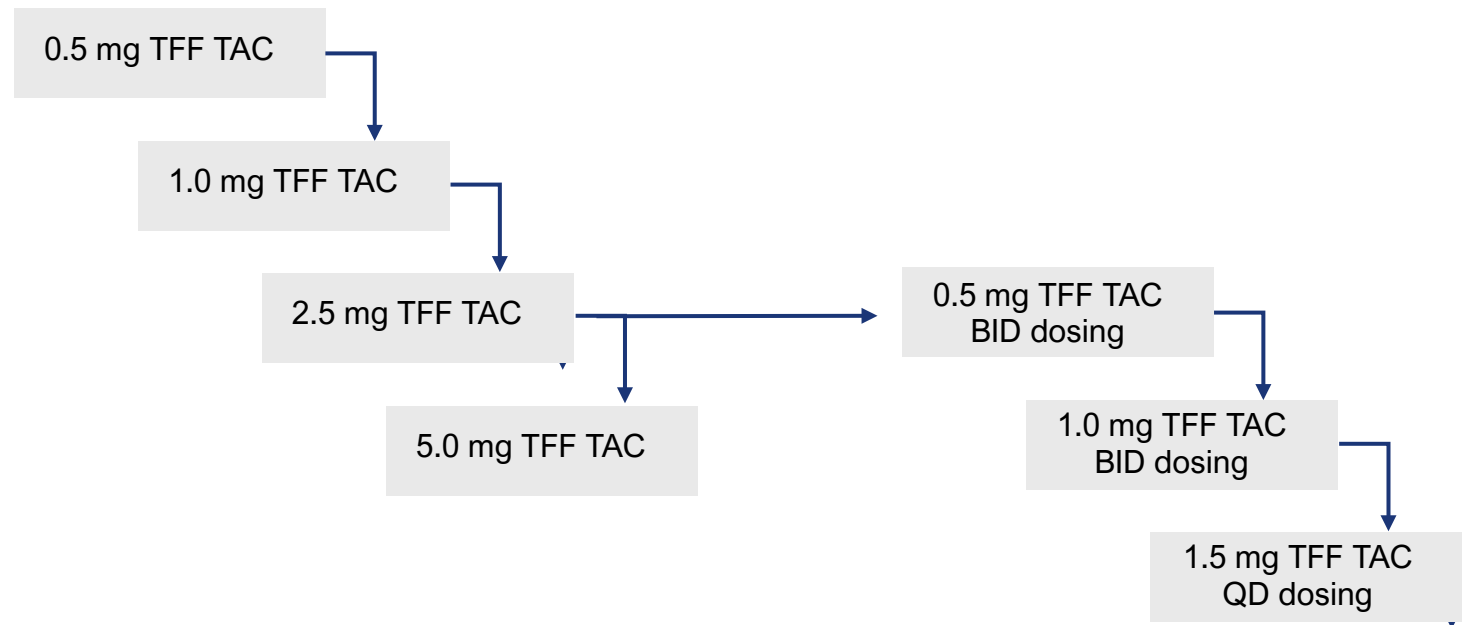 0.5 mg TFF TAC
1.0 mg TFF TAC
2.5 mg TFF TAC
5.0 mg TFF TAC
0.5 mg TFF TAC
BID dosing
1.0 mg TFF TAC
BID dosing
1.5 mg TFF TAC
QD dosing